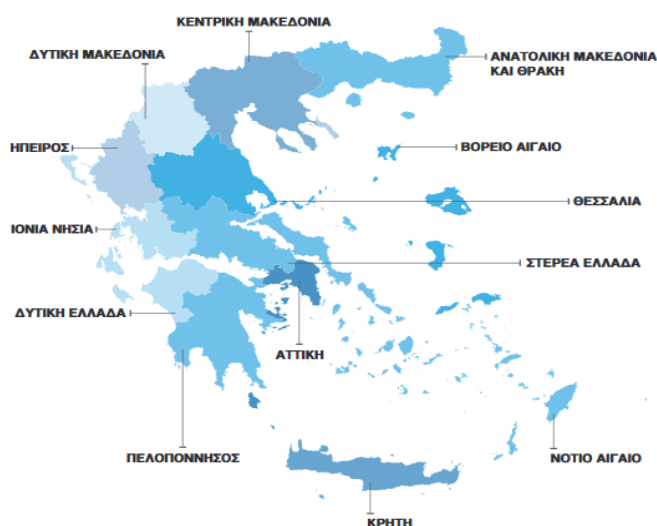 ΚΕΝΤΡΙΚΗ ΜΑΚΕΔΟΝΙΑ
ΔΥΤΙΚΗ ΜΑΚΕΔΟΝΙΑ
ΑΝΑΤΟΛΙΚΗ ΜΑΚΕΔΟΝΙΑ
ΚΑΙ ΘΡΑΚΗ
ΗΠΕΙΡΟΣ
ΒΟΡΕΙΟ ΑΙΓΑΙΟ
ΘΕΣΣΑΛΙΑ
ΙΟΝΙΑ ΝΗΣΙΑ
ΣΤΕΡΕΑ ΕΛΛΑΔΑ
ΔΥΤΙΚΗ ΕΛΛΑΔΑ
ΑΤΤΙΚΗ
ΠΕΛΟΠΟΝΝΗΣΟΣ
ΝΟΤΙΟ ΑΙΓΑΙΟ
ΚΡΗΤΗ